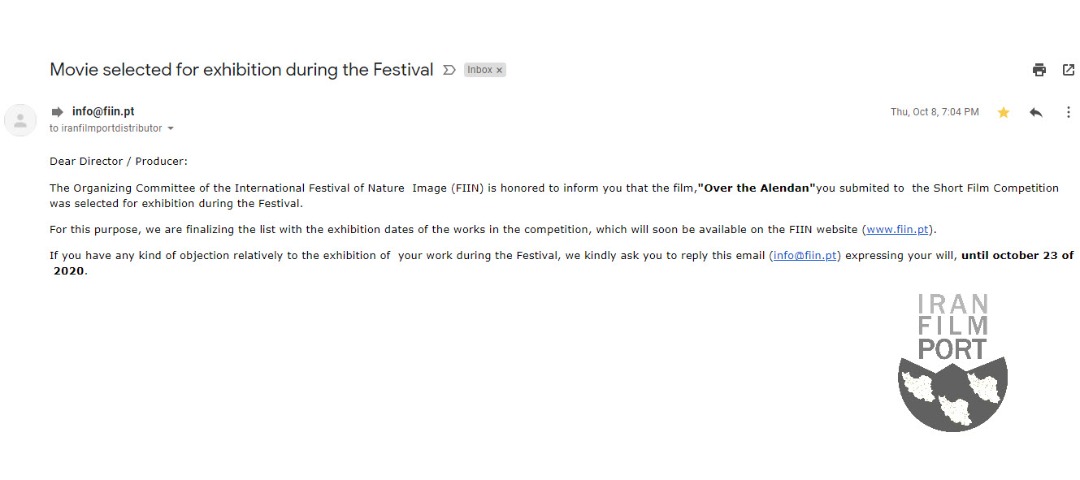 Movie selected for exhibition during the Festival Inbox x
info@fiin.pt Thu, Oct 8, 7:04 PM
to iranfilmportdistributor
Dear Director / Producer:
The Organizing Committee of the International Festival of Nature  Image (FIIN) is honored to inform you that the film,"Over the Alendan"you submited to  the Short Film Competition
was selected for exhibition during the Festival.
For this purpose, we are finalizing the list with the exhibition dates of the works in the competition, which will soon be available on the FIIN website (www.fiin.pt).
If you have any kind of objection relatively to the exhibition of  your work during the Festival, we kindly ask you to reply this email (info@fiin.pt) expressing your will, until october 23 of
2020.
IRAN
FILM
PORT